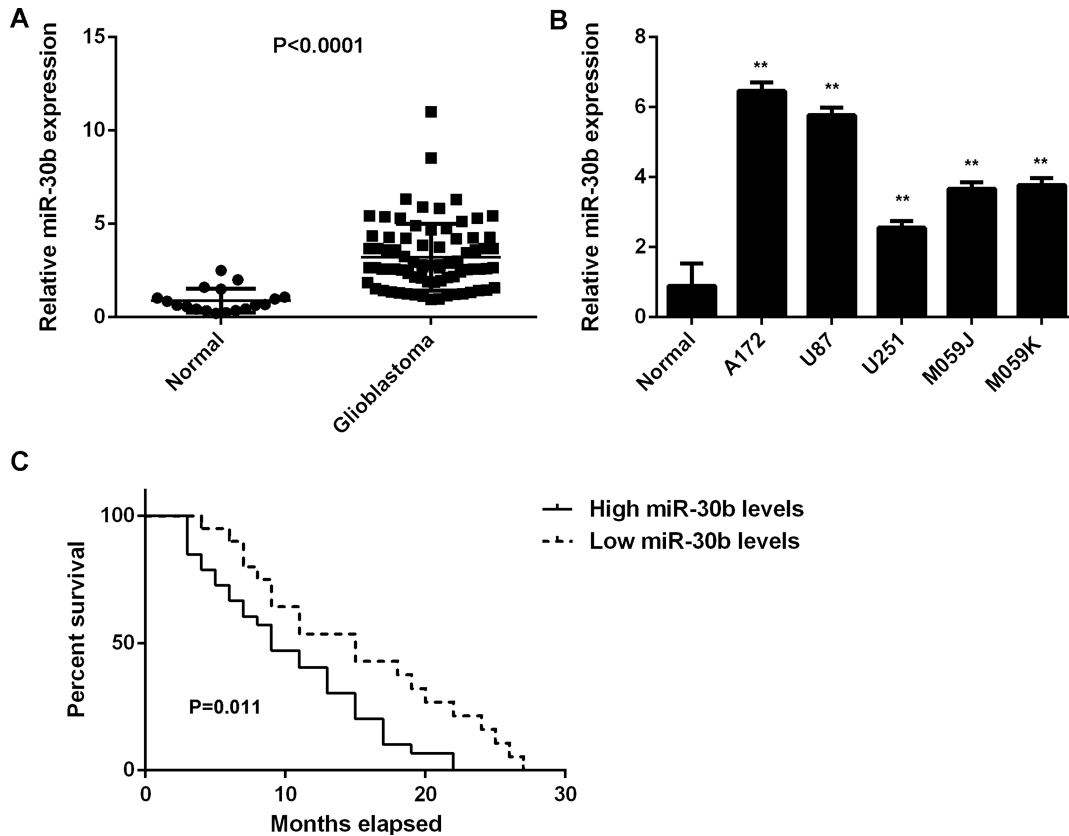 A
Relative miR-30b expression
15
10
5
0
P<0.0001
Normal
Glioblastoma
B
Relative miR-30b expression
8
6
4
2
0
**
**
**
**
**
Normal
A172
U87
U251
M059J
M059K
C
Percent survival
100
50
0
P=0.011
0
10
20
30
Months elapsed
High miR-30b levels
Low miR-30b levels